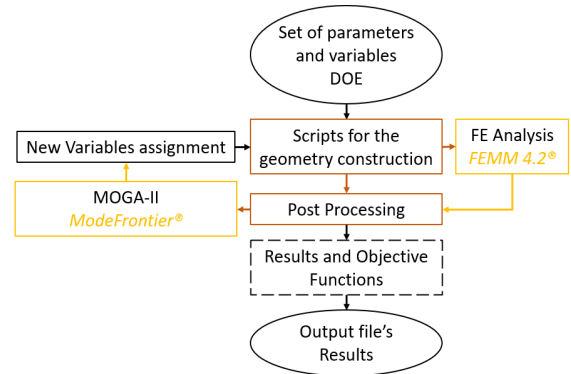 Set of parameters
and variables
DOE
New Variables assignment
Scripts for the
geometry construction
FE Analysis
FEMM 4.2®
MOGA-II
ModeFrontier®
Post Processing
Results and Objective
Functions
Output file's
Results